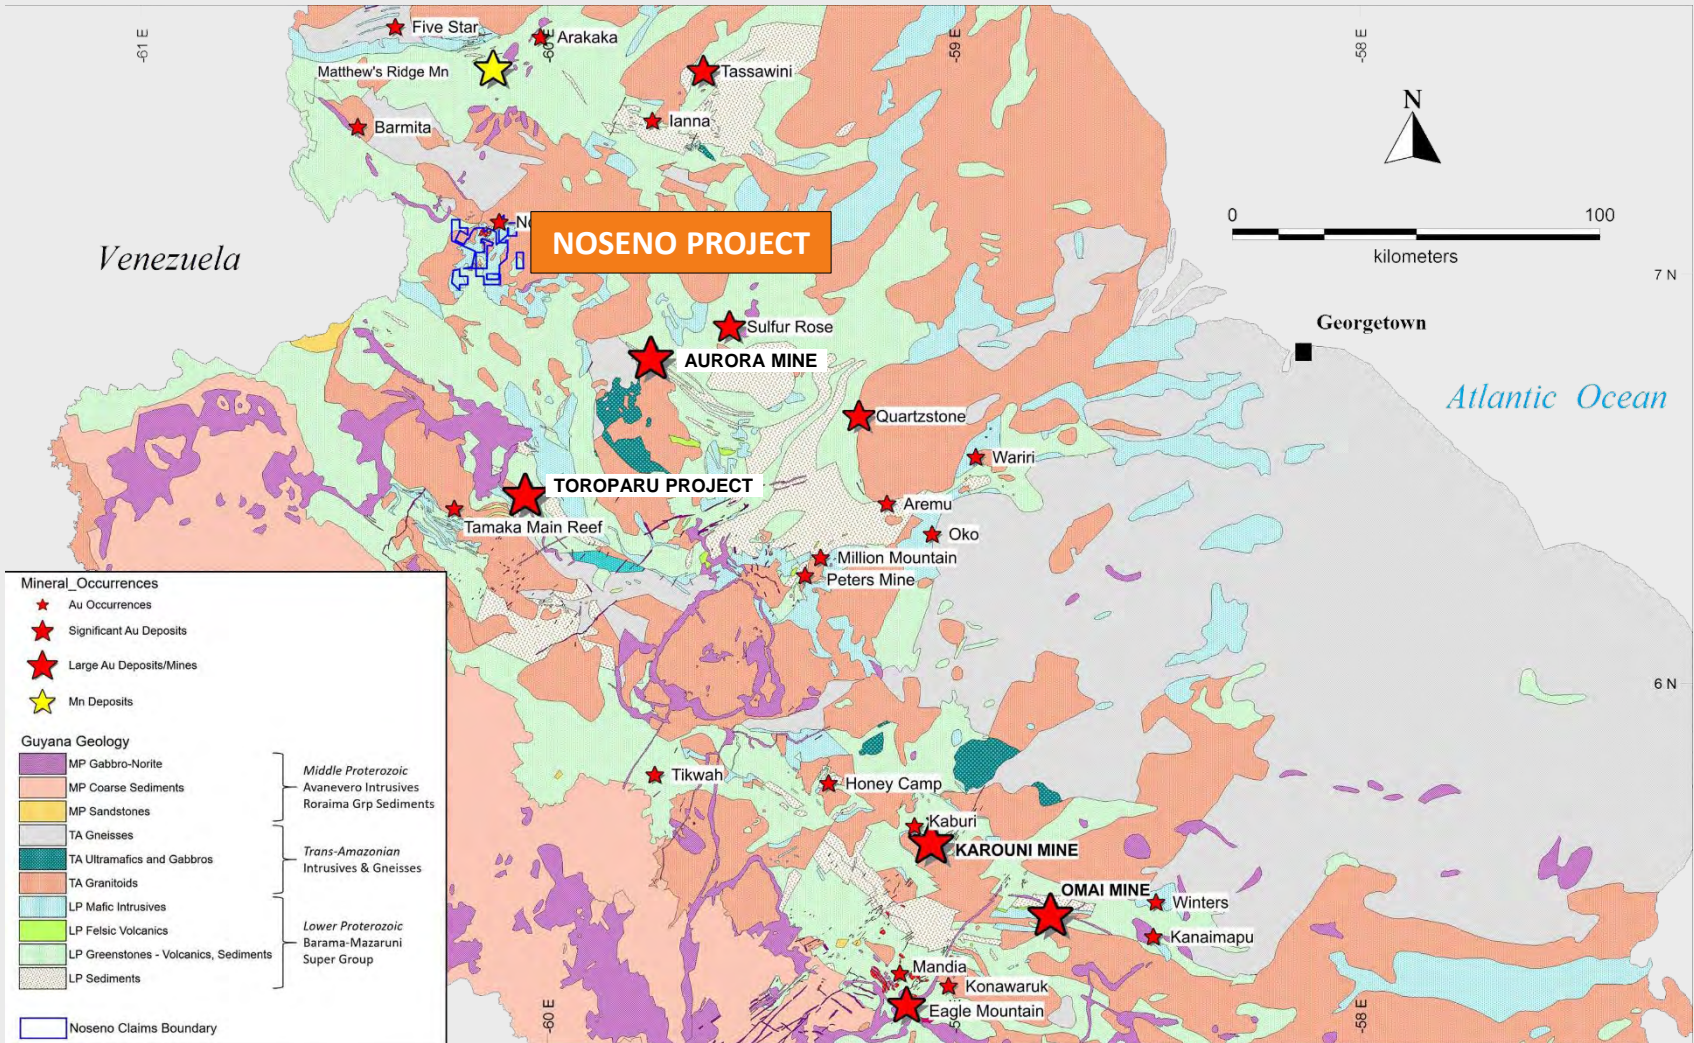 -61 E
-60 E
-59 E
-58 E
Five Star
Arakaka
Matthew's Ridge Mn
Tassawini
Ianna
Barmita
N
0
100
kilometers
NOSENO PROJECT
Venezuela
7 N
Sulfur Rose
Georgetown
AURORA MINE
Atlantic Ocean
Quartzstone
Wariri
TOROPARU PROJECT
Aremu
Tamaka Main Reef
Oko
Million Mountain
Peters Mine
6 N
Tikwah
Honey Camp
Kaburi
KAROUNI MINE
OMAI MINE
Winters
Kanaimapu
Mandia
Konawaruk
Eagle Mountain
-60 E
-58 E
Mineral_Occurrences
Au Occurrences
Significant Au Deposits
Large Au Deposits/Mines
Mn Deposits
Guyana Geology
MP Gabbro-Norite
MP Coarse Sediments
MP Sandstones
Middle Proterozoic
Avanevero Intrusives
Roraima Grp Sediments
TA Gneisses
TA Ultramafics and Gabbros
TA Granitoids
Trans-Amazonian
Intrusives & Gneisses
LP Mafic Intrusives
LP Felsic Volcanics
LP Greenstones - Volcanics, Sediments
LP Sediments
Lower Proterozoic
Barama-Mazaruni
Super Group
Noseno Claims Boundary